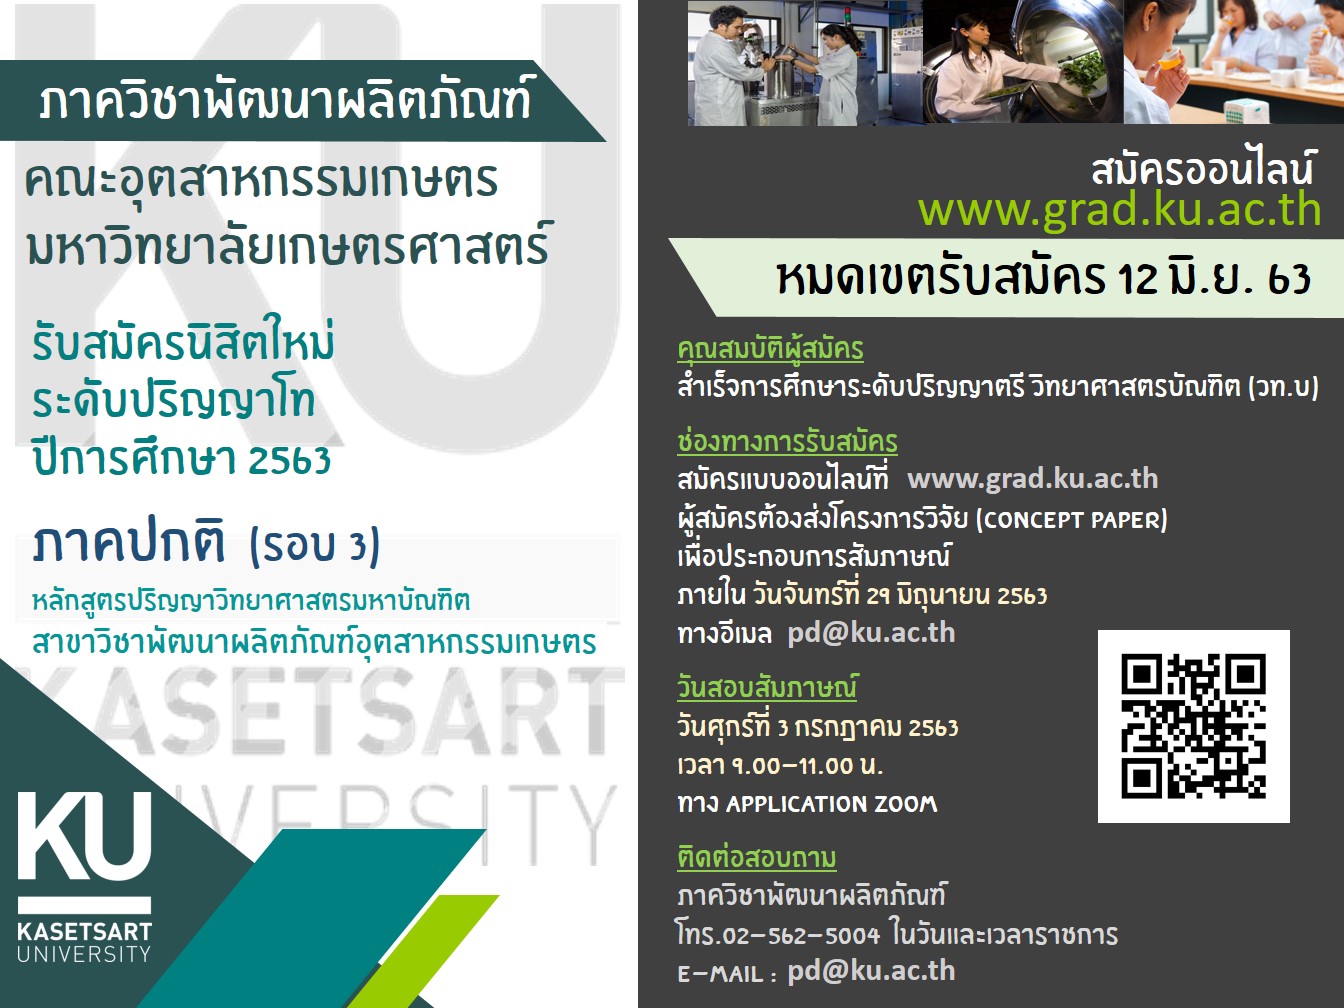 ภาควิชาพัฒนาผลิตภัณฑ์
คณะอุตสาหกรรมเกษตร
มหาวิทยาลัยเกษตรศาสตร์
รับสมัครนิสิตใหม่
ระดับปริญญาโท
ปีการศึกษา 2563
ภาคปกติ (รอบ 3)
หลักสูตรปริญญาวิทยาศาสตรมหาบัณฑิต
สาขาวิชาพัฒนาผลิตภัณฑ์อุตสาหกรรมเกษตร
KU
KASETSART
UNIVERSITY
KU
KASETSART
UNIVERSITY
สมัครออนไลน์
www.grad.ku.ac.th
หมดเขตรับสมัคร 12 มิ.ย. 63
คุณสมบัติผู้สมัคร
สำเร็จการศึกษาระดับปริญญาตรี วิทยาศาสตรบัณฑิต (วท.บ)
ช่องทางการรับสมัคร
สมัครแบบออนไลน์ที่ www.grad.ku.ac.th
ผู้สมัครต้องส่งโครงการวิจัย (CONCEPT PAPER)
เพื่อประกอบการสัมภาษณ์
ภายใน วันจันทร์ที่ 29 มิถุนายน 2563
ทางอีเมล pd@ku.ac.th
วันสอบสัมภาษณ์
วันศุกร์ที่ 3 กรกฎาคม 2563
เวลา 9.00–11.00 น.
ทาง APPLICATION ZOOM
ติดต่อสอบถาม
ภาควิชาพัฒนาผลิตภัณฑ์
โทร.02–562–5004 ในวันและเวลาราชการ
E–MAIL : pd@ku.ac.th